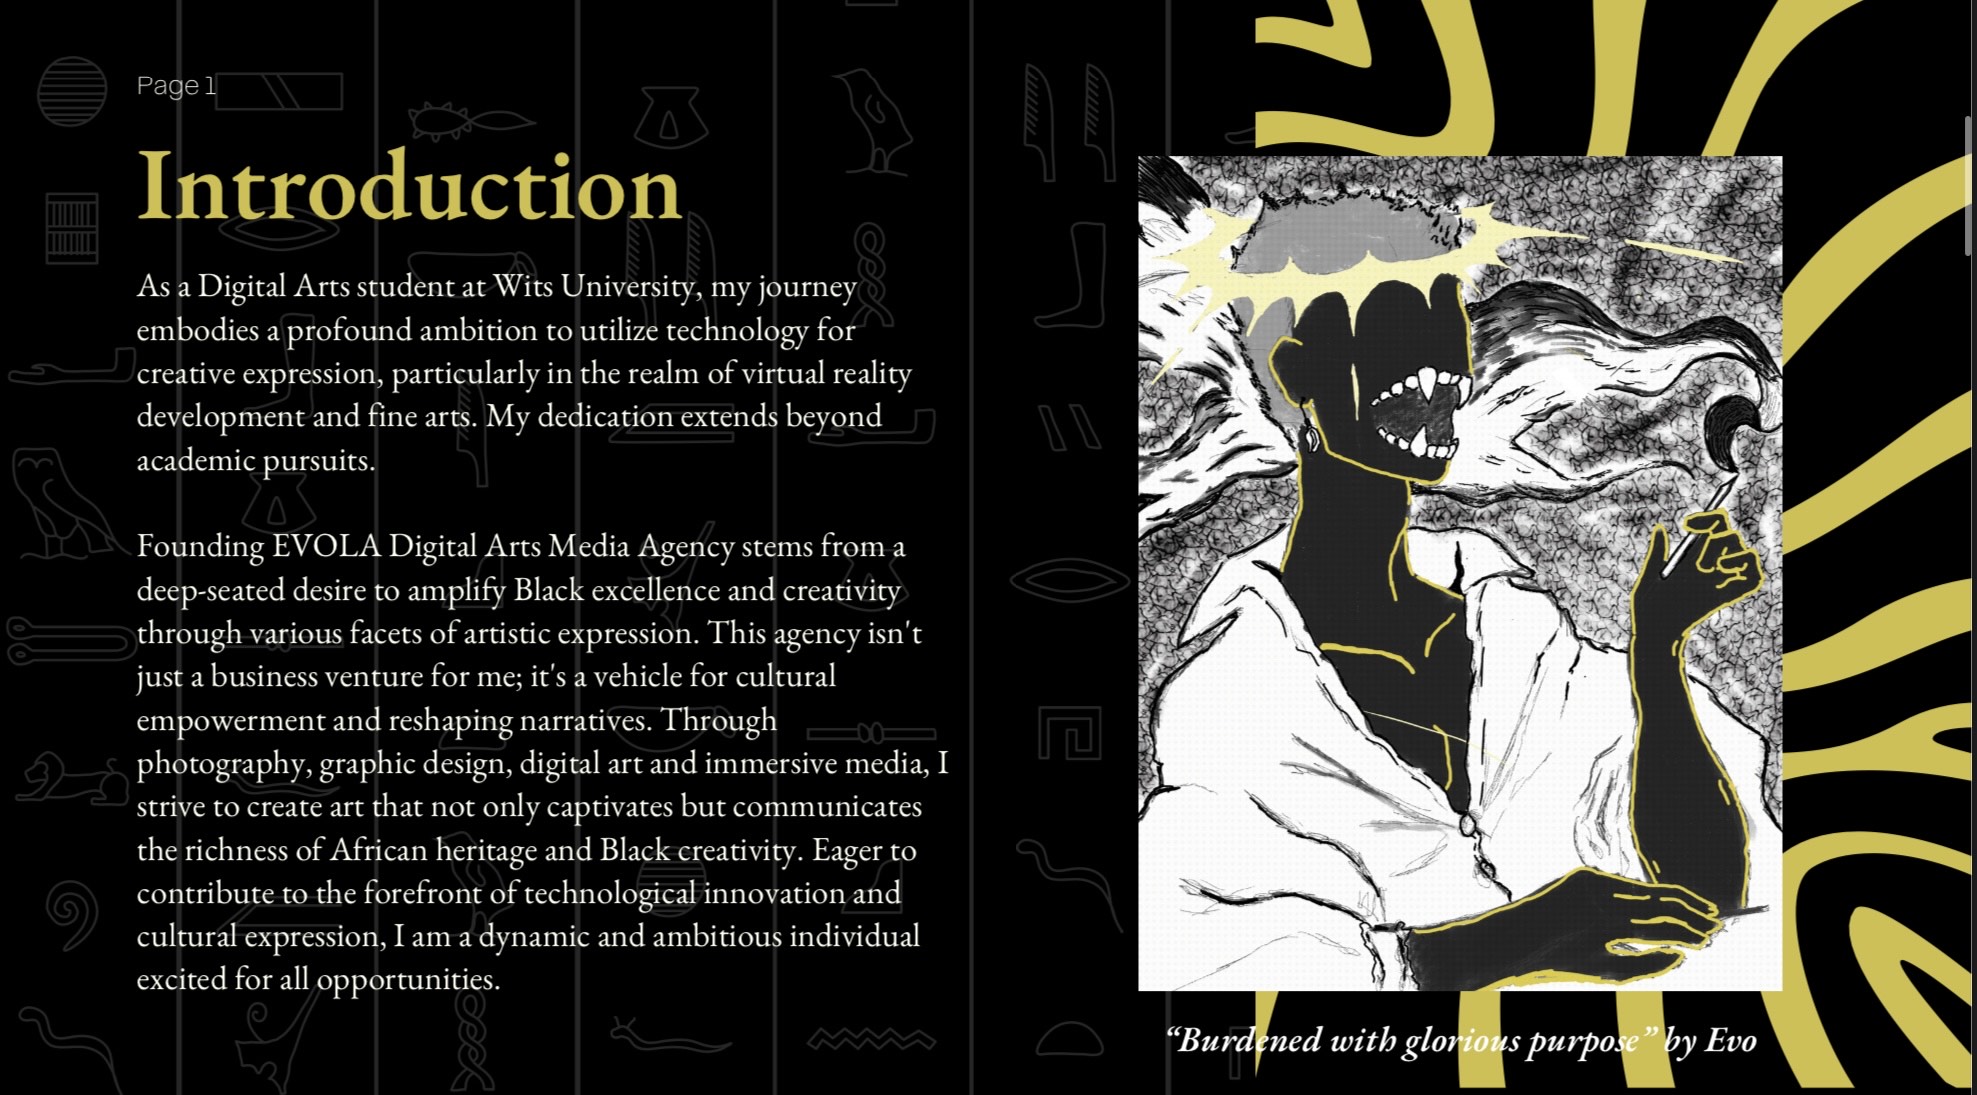 Page 1
Introduction
As a Digital Arts student at Wits University, my journey
embodies a profound ambition to utilize technology for
creative expression, particularly in the realm of virtual reality
development and fine arts. My dedication extends beyond
academic pursuits.
Founding EVOLA Digital Arts Media Agency stems from a
deep-seated desire to amplify Black excellence and creativity
through various facets of artistic expression. This agency isn't
just a business venture for me; it's a vehicle for cultural
empowerment and reshaping narratives. Through
photography, graphic design, digital art and immersive media, I
strive to create art that not only captivates but communicates
the richness of African heritage and Black creativity. Eager to
contribute to the forefront of technological innovation and
cultural expression, I am a dynamic and ambitious individual
excited for all opportunities.
“Burdened with glorious purpose” by Evo